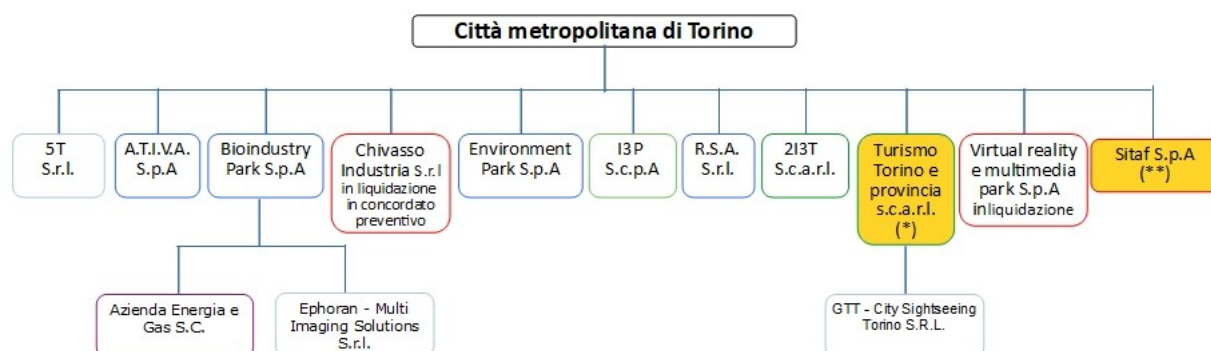 Città metropolitana di Torino
5T
S.r.l.
A.T.I.V.A.
S.p.A
Bioindustry
Park S.p.A
Chivasso
Industria S.r.l
in liquidazione
in concordato
preventivo
Environment
Park S.p.A
I3P
S.c.p.A
R.S.A.
S.r.l.
2I3T
S.c.a.r.l.
Turismo
Torino e
provincia
s.c.a.r.l.
(*)
Virtual reality
e multimedia
park S.p.A
inliquidazione
Sitaf S.p.A
(**)
Azienda Energia e
Gas S.C.
Ephoran - Multi
Imaging Solutions
S.r.l.
GTT - City Sightseeing
Torino S.R.L.